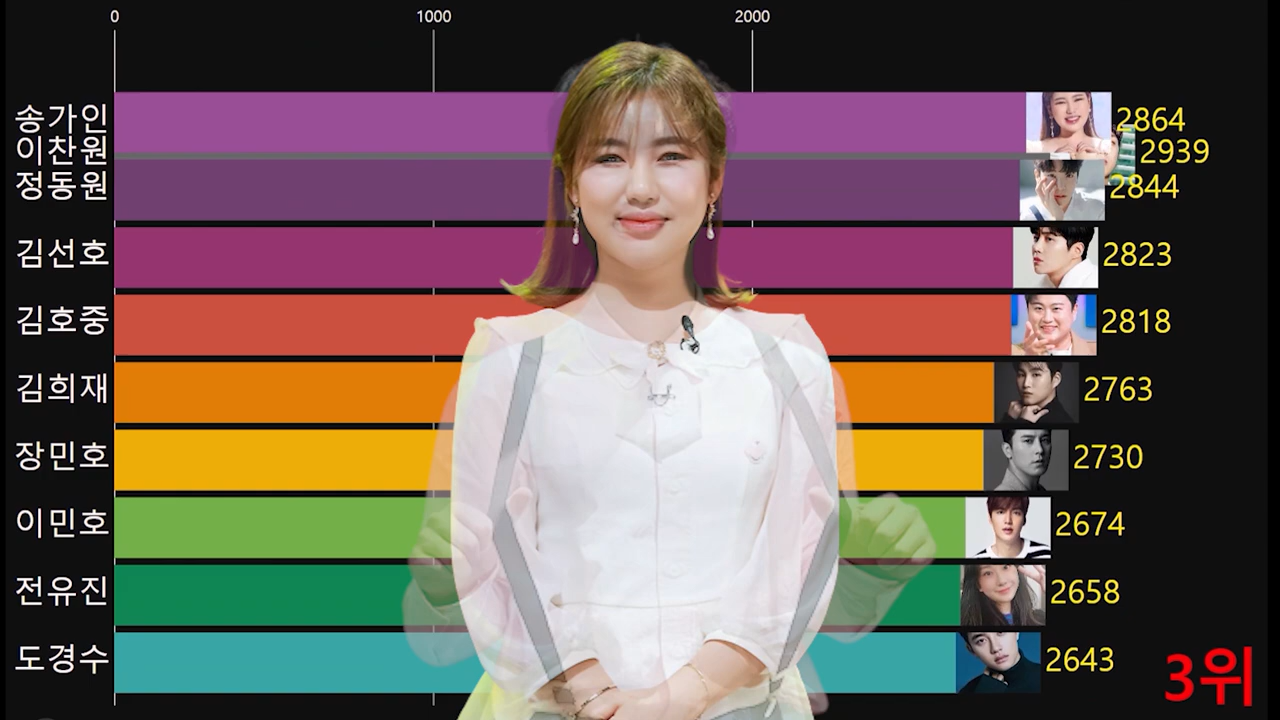 0 1000 2000
송가인 2864
이찬원 2939
정동원 2844
김선호 2823
김호중 2818
김희재 2763
장민호 2730
이민호 2674
전유진 2658
도경수 2643
3위